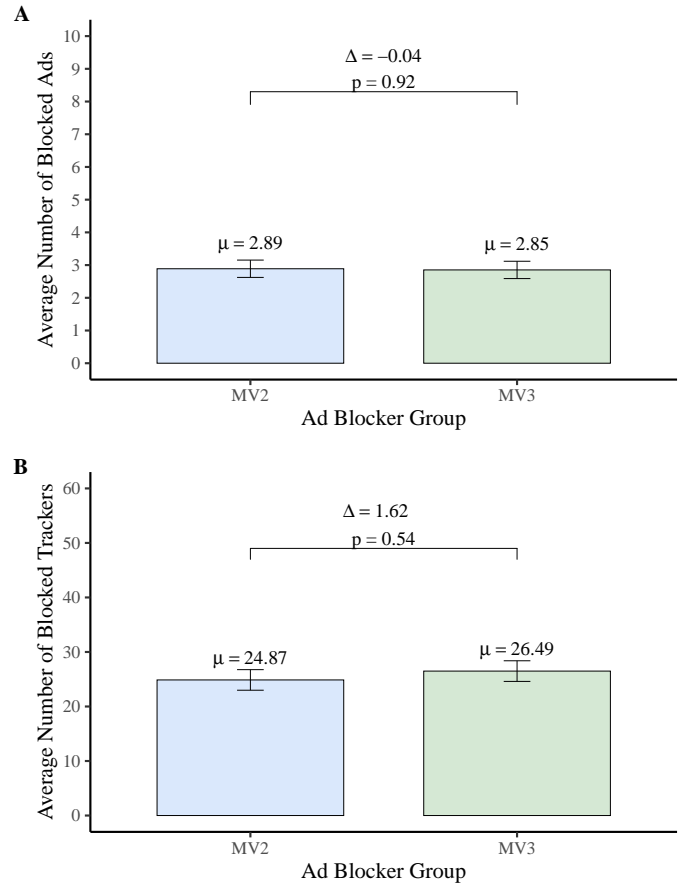 A
Average Number of Blocked Ads
10
9
8
7
6
5
4
3
2
1
0
Δ = −0.04
p = 0.92
μ = 2.89
μ = 2.85
MV2
MV3
Ad Blocker Group
B
Average Number of Blocked Trackers
60
50
40
30
20
10
0
Δ = 1.62
p = 0.54
μ = 24.87
μ = 26.49
MV2
MV3
Ad Blocker Group